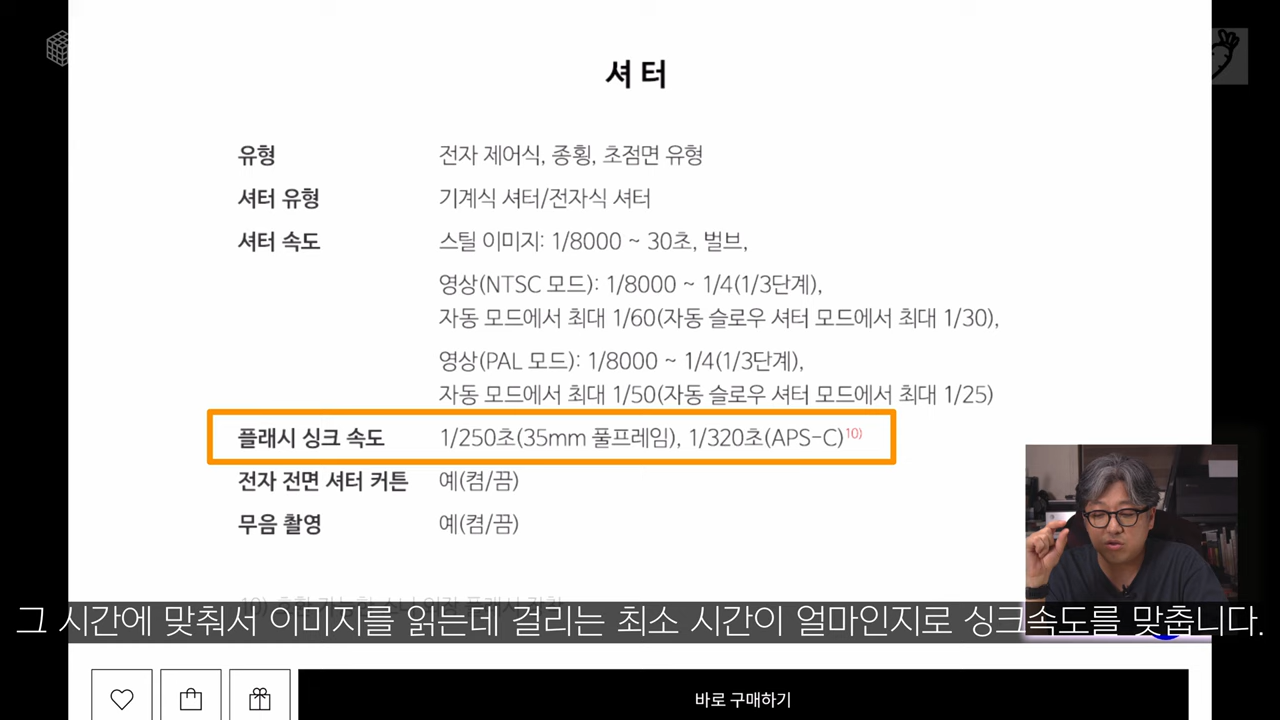 셔터
유형 전자 제어식, 종횡, 초점면 유형
셔터 유형 기계식 셔터/전자식 셔터
셔터 속도 스틸 이미지: 1/8000 ~ 30초, 벌브,
영상(NTSC 모드): 1/8000 ~ 1/4(1/3단계),
자동 모드에서 최대 1/60(자동 슬로우 셔터 모드에서 최대 1/30),
영상(PAL 모드): 1/8000 ~ 1/4(1/3단계),
자동 모드에서 최대 1/50(자동 슬로우 셔터 모드에서 최대 1/25)
플래시 싱크 속도 1/250초(35mm 풀프레임), 1/320초(APS-C)10)
전자 전면 셔터 커튼 예(켬/끔)
무음 촬영 예(켬/끔)
그 시간에 맞춰서 이미지를 읽는데 걸리는 최소 시간이 얼마인지로 싱크속도를 맞춥니다.
바로 구매하기